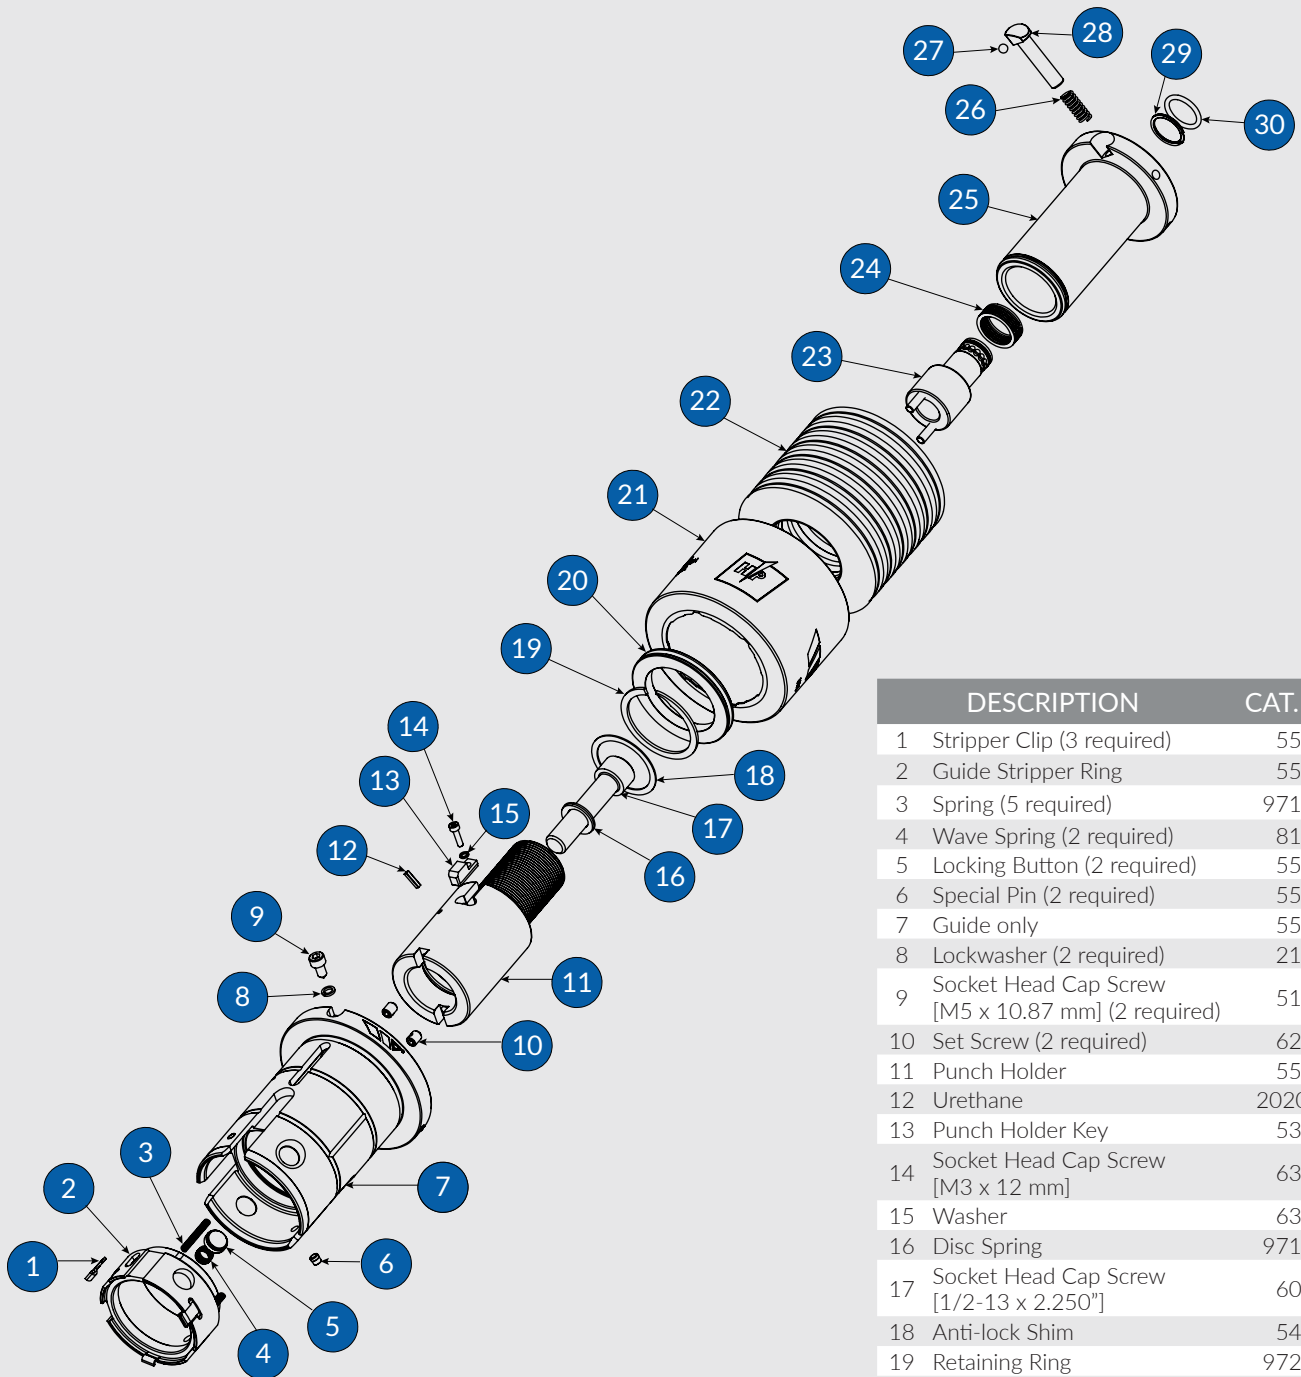 28
27
29
26
30
25
24
23
22
21
20
19
14
18
13
15
17
12
16
9
11
8
10
3
7
2
6
1
5
4
DESCRIPTION CAT.
1 Stripper Clip (3 required) 55
2 Guide Stripper Ring 55
3 Spring (5 required) 971
4 Wave Spring (2 required) 81
5 Locking Button (2 required) 55
6 Special Pin (2 required) 55
7 Guide only 55
8 Lockwasher (2 required) 21
9 Socket Head Cap Screw
[M5 x 10.87 mm] (2 required) 51
10 Set Screw (2 required) 62
11 Punch Holder 55
12 Urethane 2020
13 Punch Holder Key 53
14 Socket Head Cap Screw
[M3 x 12 mm] 63
15 Washer 63
16 Disc Spring 971
17 Socket Head Cap Screw
[1/2-13 x 2.250”] 60
18 Anti-lock Shim 54
19 Retaining Ring 972